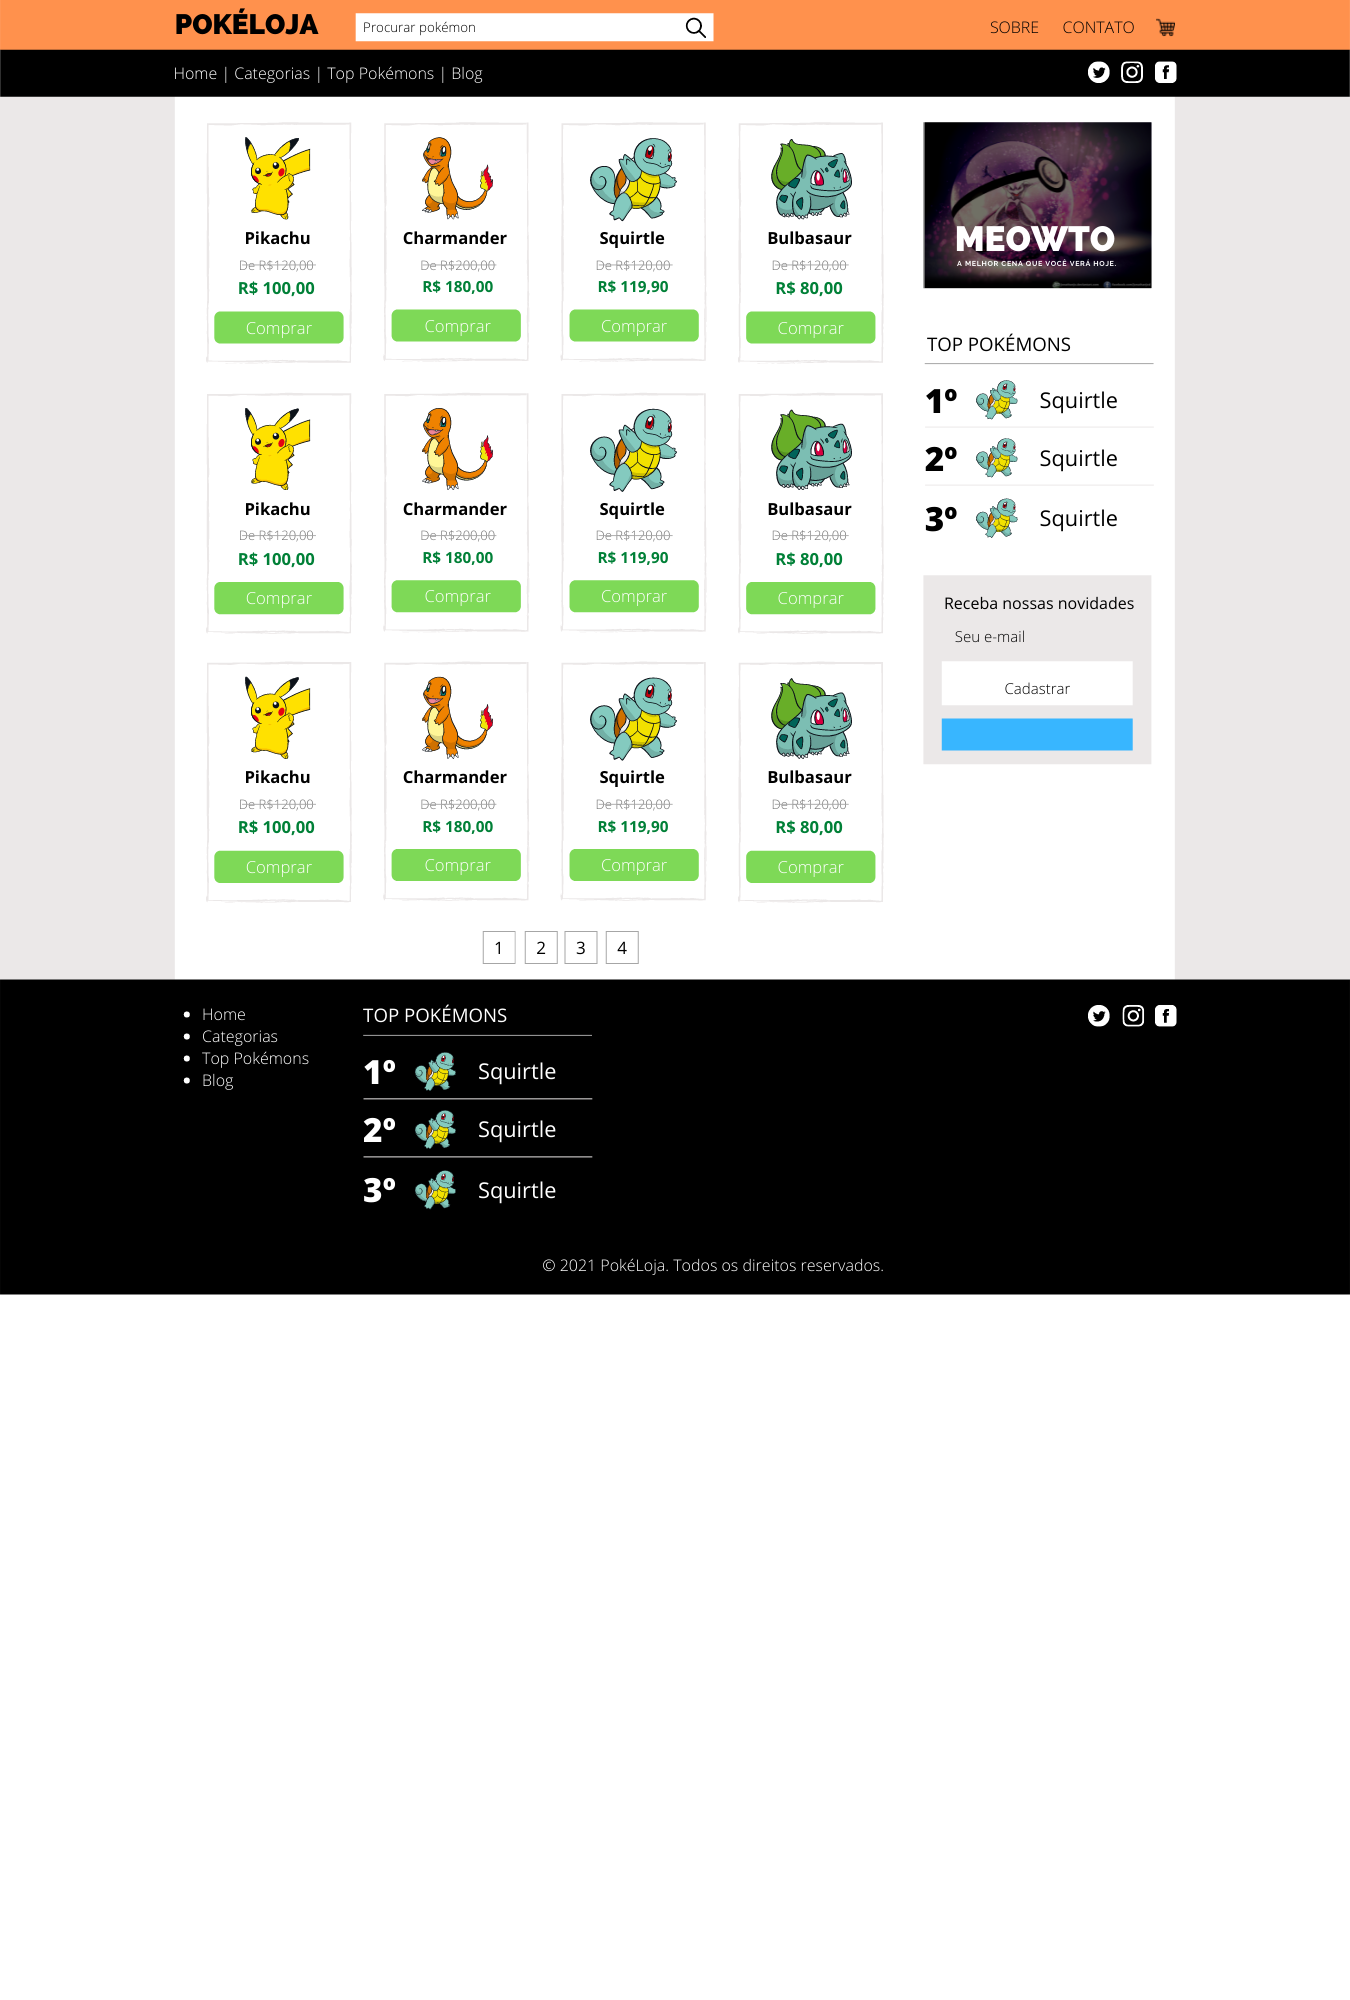 POKÉLOJA
Procurar pokémon
SOBRE
CONTATO
Home | Categorias | Top Pokémons | Blog
Pikachu
De R$120,00
R$ 100,00
Comprar
Charmander
De R$200,00
R$ 180,00
Comprar
Squirtle
De R$120,00
R$ 119,90
Comprar
Bulbasaur
De R$120,00
R$ 80,00
Comprar
Pikachu
De R$120,00
R$ 100,00
Comprar
Charmander
De R$200,00
R$ 180,00
Comprar
Squirtle
De R$120,00
R$ 119,90
Comprar
Bulbasaur
De R$120,00
R$ 80,00
Comprar
Pikachu
De R$120,00
R$ 100,00
Comprar
Charmander
De R$200,00
R$ 180,00
Comprar
Squirtle
De R$120,00
R$ 119,90
Comprar
Bulbasaur
De R$120,00
R$ 80,00
Comprar
1
2
3
4
MEOWTO
A MELHOR CENA QUE VOCÊ VERÁ HOJE.
TOP POKÉMONS
1º Squirtle
2º Squirtle
3º Squirtle
Receba nossas novidades
Seu e-mail
Cadastrar
Home
Categorias
Top Pokémons
Blog
TOP POKÉMONS
1º Squirtle
2º Squirtle
3º Squirtle
© 2021 PokéLoja. Todos os direitos reservados.